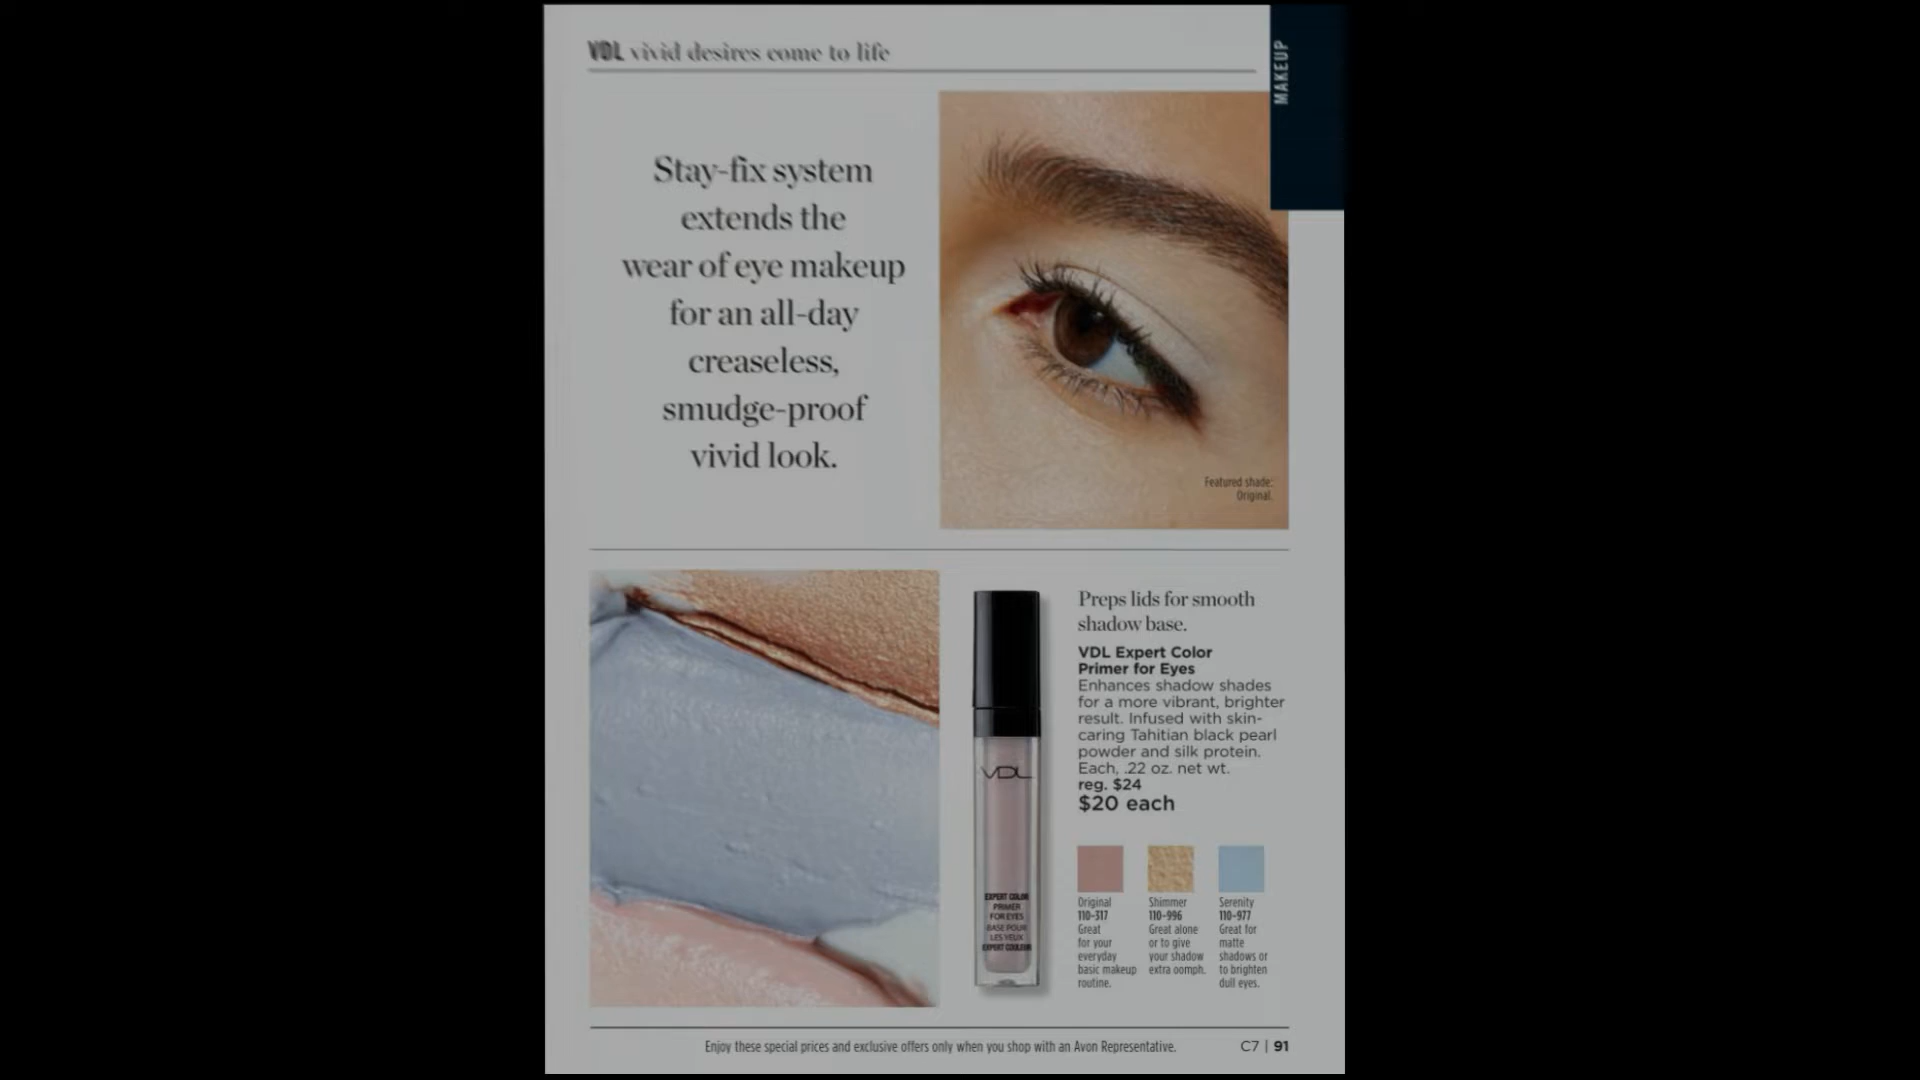 VDL vivid desires come to life
MAKEUP
Stay-fix system
extends the
wear of eye makeup
for an all-day
creaseless,
smudge-proof
vivid look.
Featured shade:
Original.
VDL
EXPERT COLOR
PRIMER
FOR EYES
BASE POUR
LES YEUX
EXPERT COULEUR
Preps lids for smooth
shadow base.
VDL Expert Color
Primer for Eyes
Enhances shadow shades
for a more vibrant, brighter
result. Infused with skin-
caring Tahitian black pearl
powder and silk protein.
Each, .22 oz. net wt.
reg. $24
$20 each
Original
110-317
Great
for your
everyday
basic makeup
routine.
Shimmer
110-996
Great alone
or to give
your shadow
extra oomph.
Serenity
110-977
Great for
matte
shadows or
to brighten
dull eyes.
Enjoy these special prices and exclusive offers only when you shop with an Avon Representative.
C7 | 91